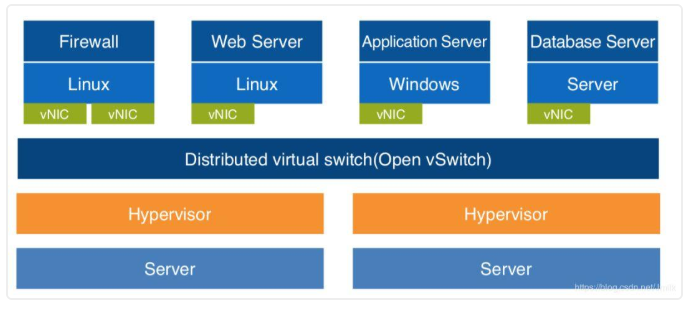 Firewall Web Server Application Server Database Server
Linux Linux Windows Server
vNIC vNIC vNIC vNIC vNIC
Distributed virtual switch(Open vSwitch)
Hypervisor Hypervisor
Server Server
https://blog.csdn.net/